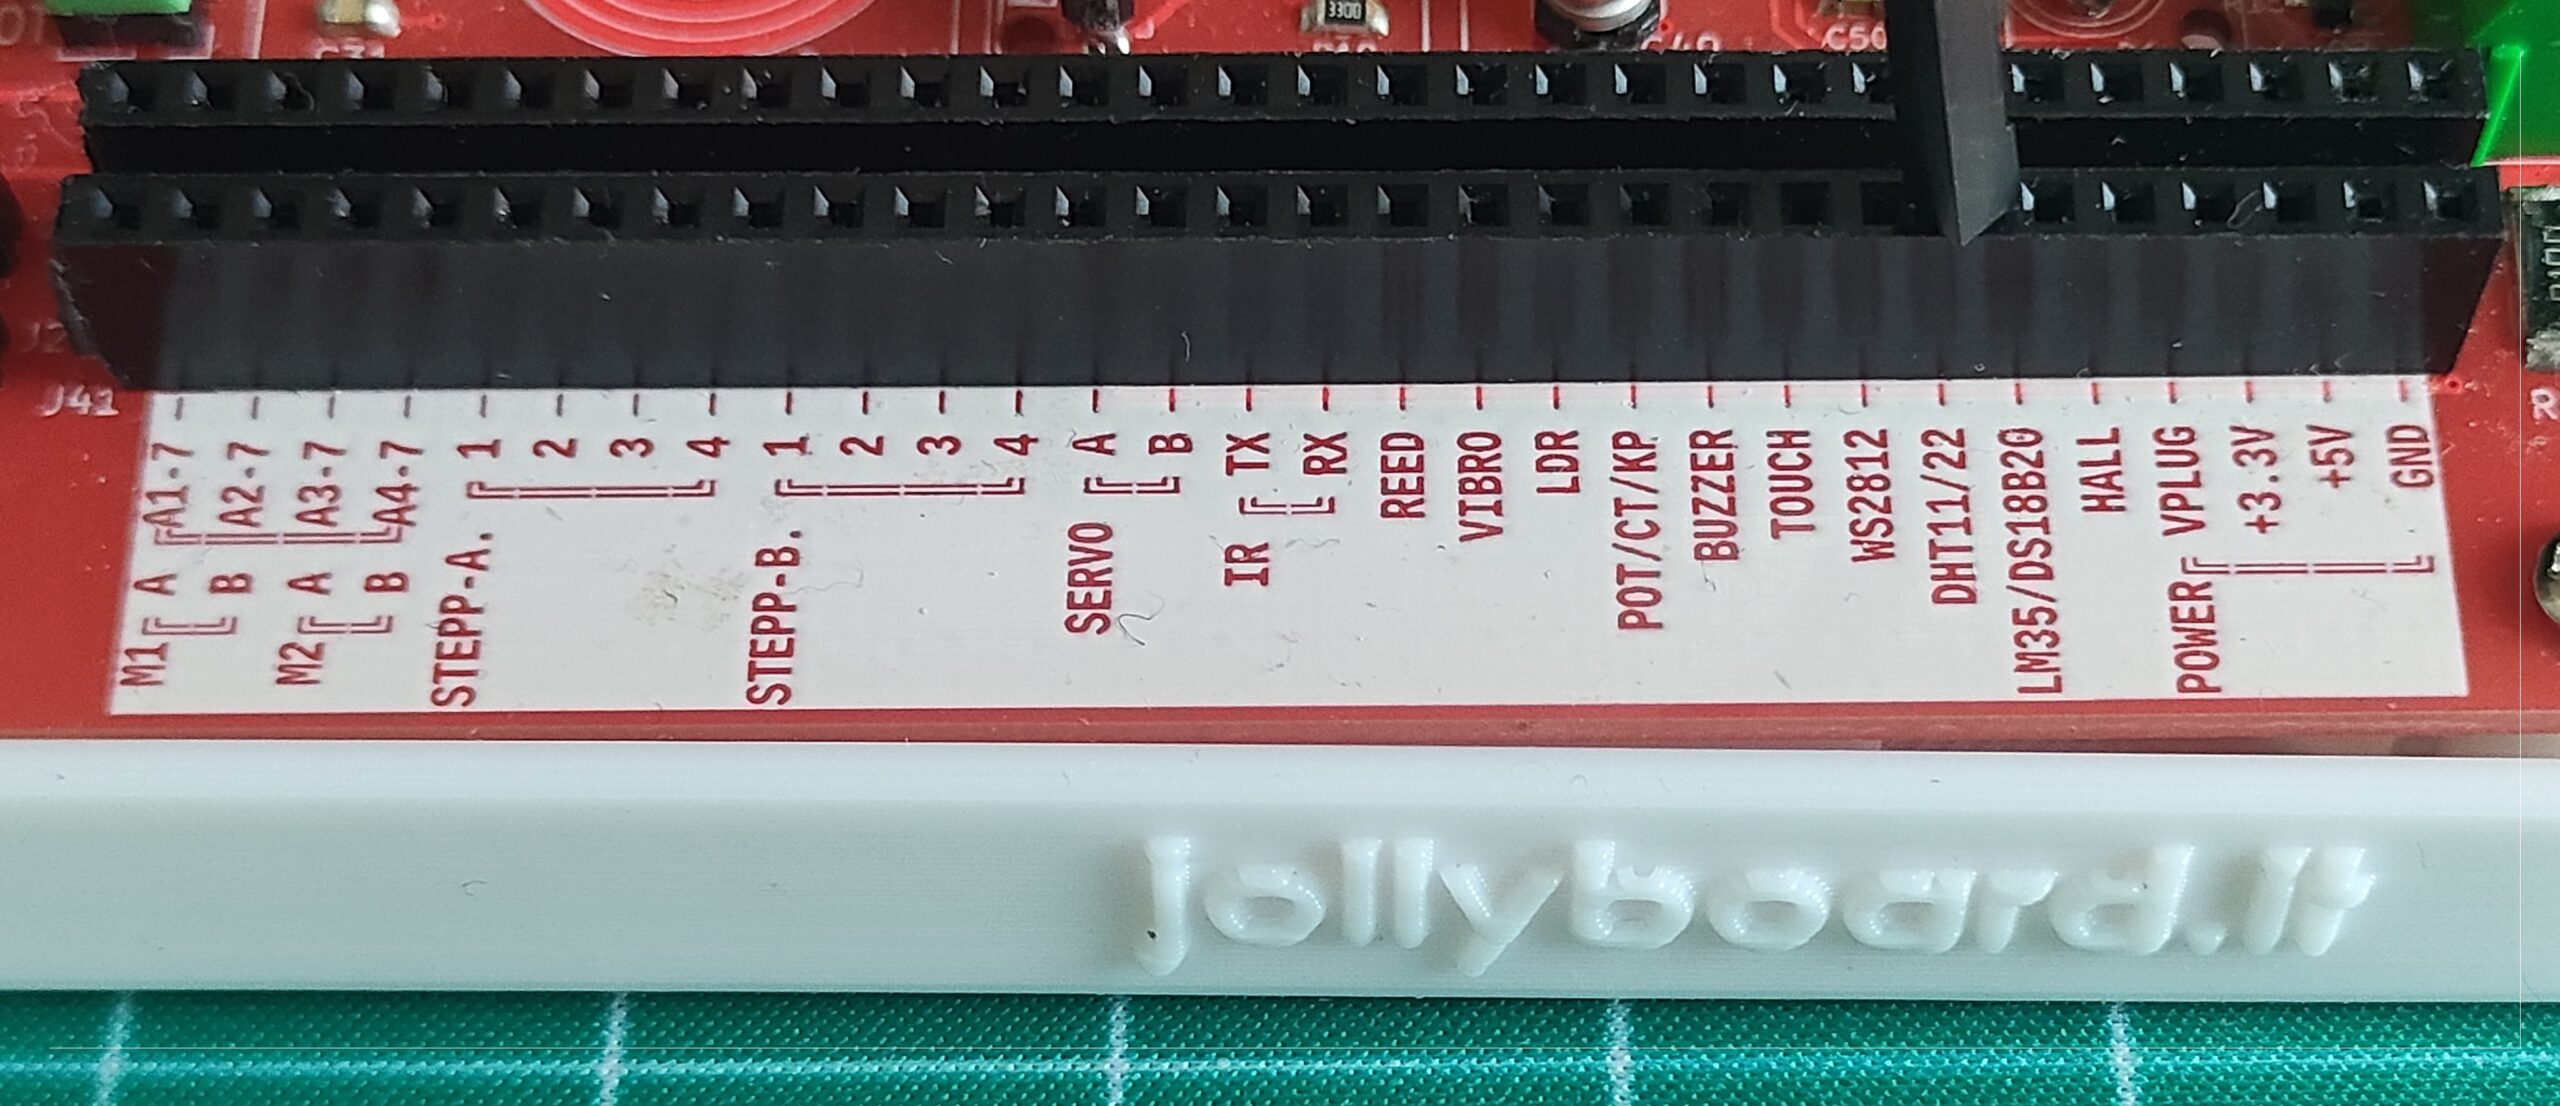 C31
3300
C49
C50
J41
A1.7
A2.7
A3.7
A4.7
1
2
3
4
1
2
3
4
A
B
TX
RX
REED
VIBRO
LDR
POT/CT/KP
BUZZER
TOUCH
WS2812
DHT11/22
LM35/DS18B20
HALL
VPLUG
+3.3V
+5V
GND
M1
A
B
M2
A
B
STEPP-A.
STEPP-B.
SERVO
IR
POWER
jollyboard.it